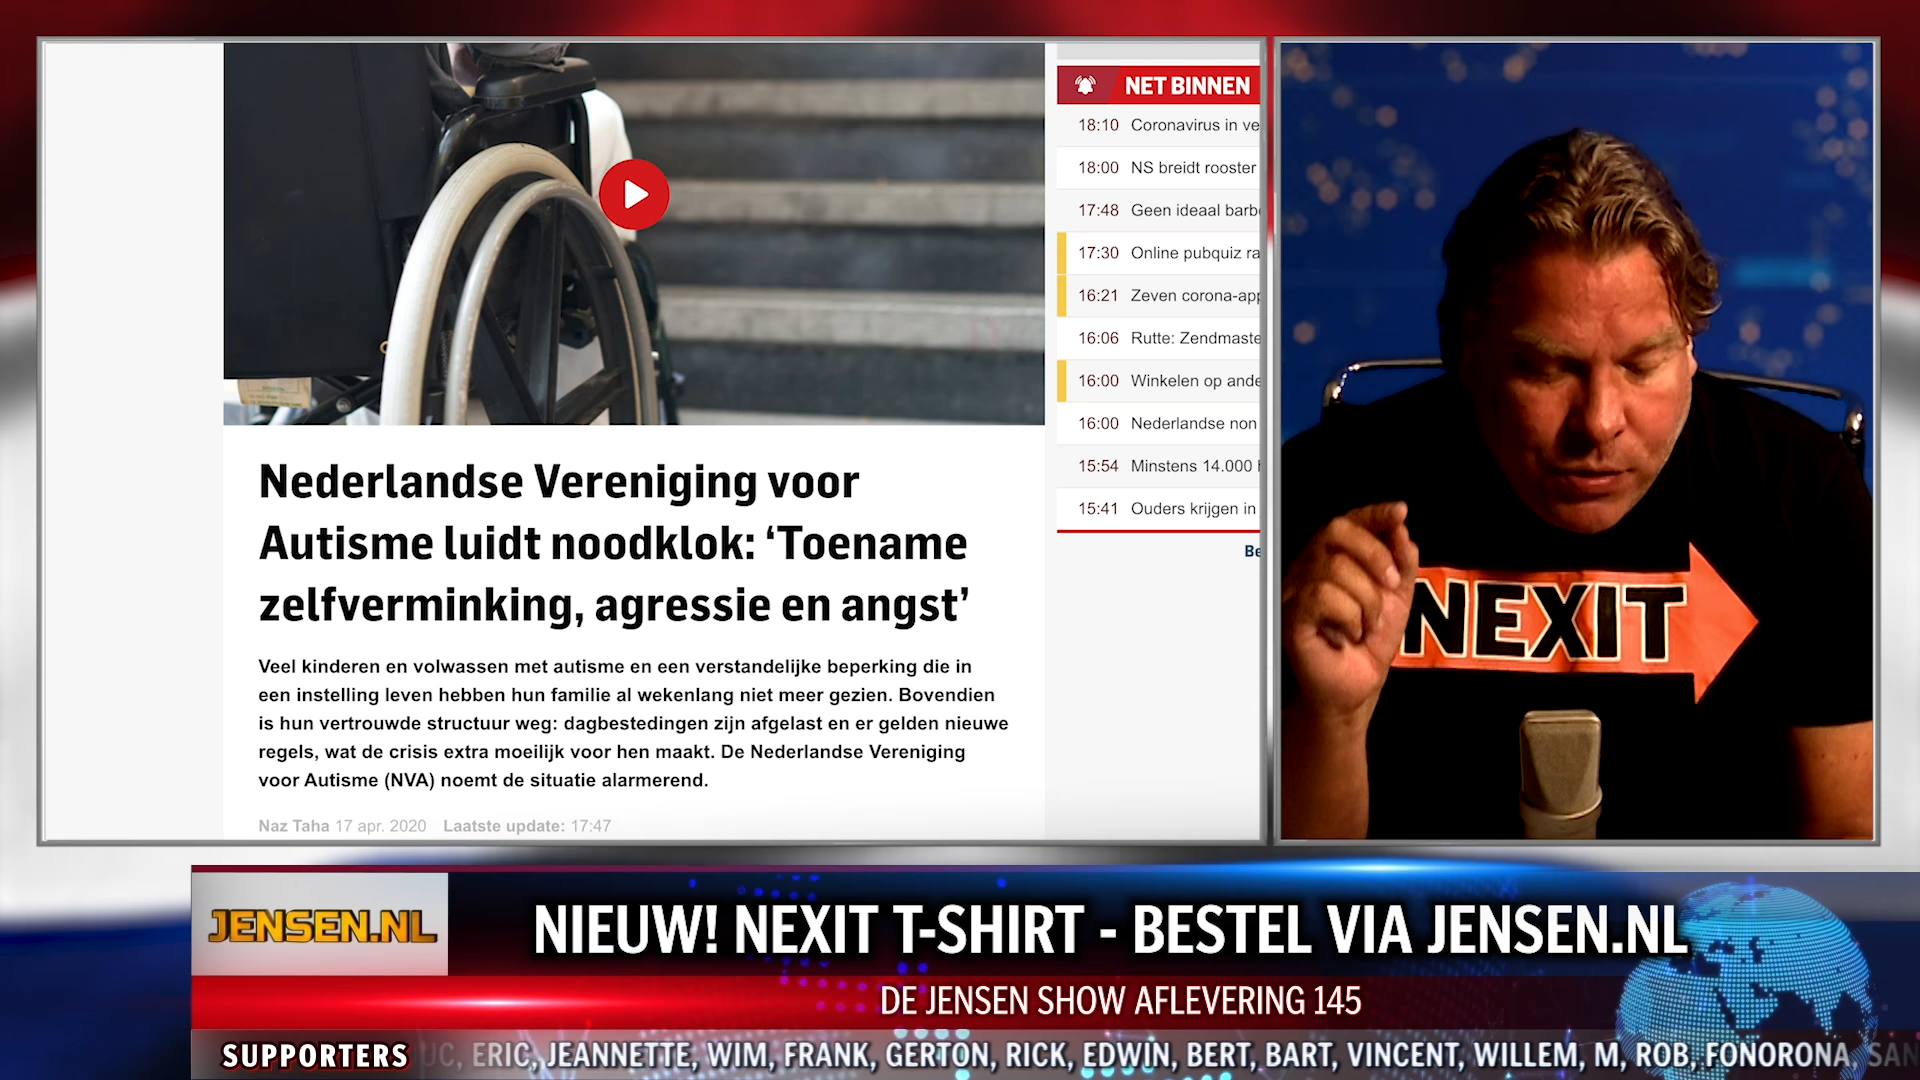 NET BINNEN
18:10 Coronavirus in ve
18:00 NS breidt rooster
17:48 Geen ideaal barb
17:30 Online pubquiz ra
16:21 Zeven corona-app
16:06 Rutte: Zendmaste
16:00 Winkelen op ande
16:00 Nederlandse non
15:54 Minstens 14.000
15:41 Ouders krijgen in
Be
Nederlandse Vereniging voor
Autisme luidt noodklok: ‘Toename
zelfverminking, agressie en angst’
Veel kinderen en volwassen met autisme en een verstandelijke beperking die in
een instelling leven hebben hun familie al wekenlang niet meer gezien. Bovendien
is hun vertrouwde structuur weg: dagbestedingen zijn afgelast en er gelden nieuwe
regels, wat de crisis extra moeilijk voor hen maakt. De Nederlandse Vereniging
voor Autisme (NVA) noemt de situatie alarmerend.
Naz Taha 17 apr. 2020 Laatste update: 17:47
NEXIT
JENSEN.NL
NIEUW! NEXIT T-SHIRT - BESTEL VIA JENSEN.NL
DE JENSEN SHOW AFLEVERING 145
SUPPORTERS UC, ERIC, JEANNETTE, WIM, FRANK, GERTON, RICK, EDWIN, BERT, BART, VINCENT, WILLEM, M, ROB, FONORONA, SAN